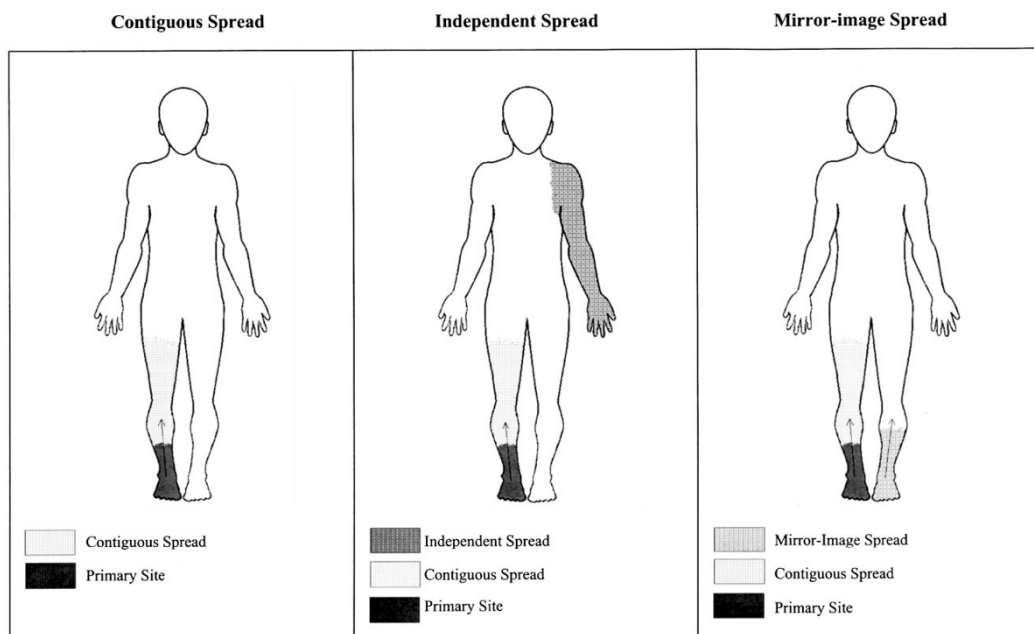 Contiguous Spread
Independent Spread
Mirror-image Spread
Contiguous Spread
Primary Site
Independent Spread
Contiguous Spread
Primary Site
Mirror-Image Spread
Contiguous Spread
Primary Site